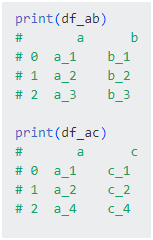 print(df_ab)
#      a    b
# 0  a_1  b_1
# 1  a_2  b_2
# 2  a_3  b_3
print(df_ac)
#      a    c
# 0  a_1  c_1
# 1  a_2  c_2
# 2  a_4  c_4